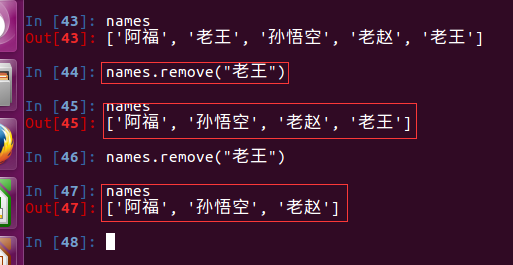 In [43]: names
Out[43]: ['阿福', '老王', '孙悟空', '老赵', '老王']
In [44]: names.remove("老王")
In [45]: names
Out[45]: ['阿福', '孙悟空', '老赵', '老王']
In [46]: names.remove("老王")
In [47]: names
Out[47]: ['阿福', '孙悟空', '老赵']
In [48]: